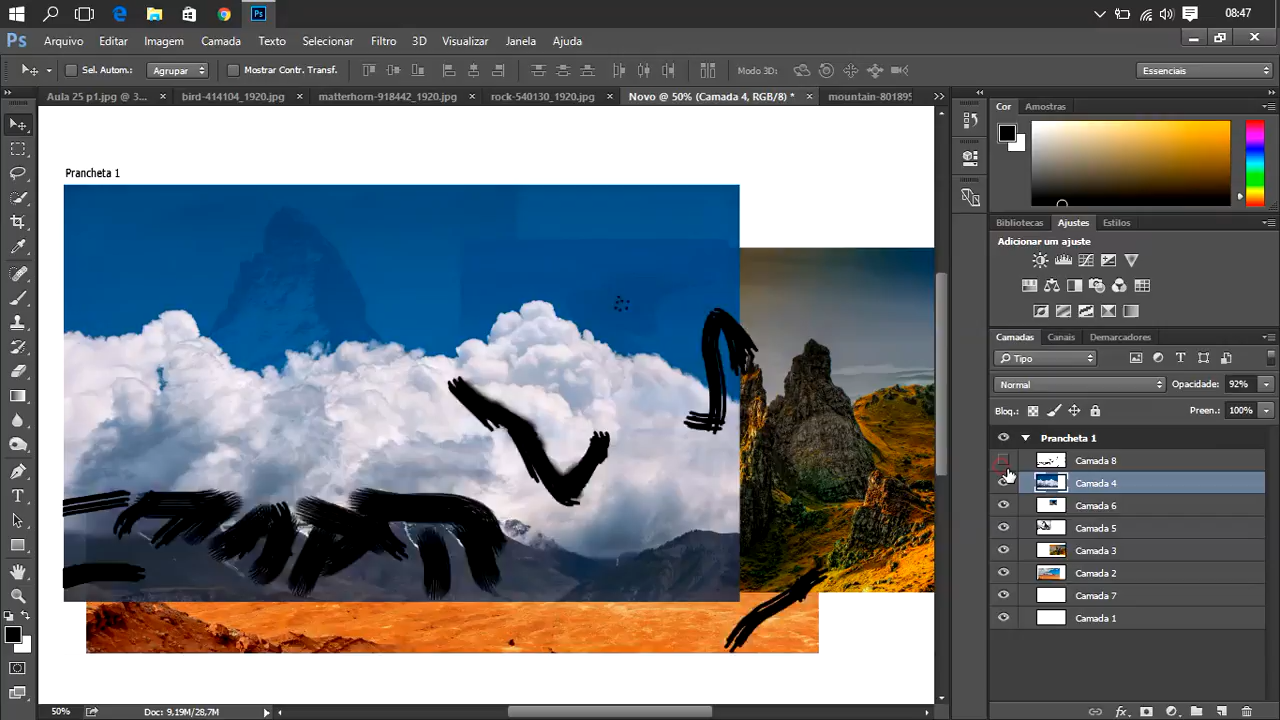 Ps
08:47
Ps Arquivo Editar Imagem Camada Texto Selecionar Filtro 3D Visualizar Janela Ajuda
Sel. Autom.: Agrupar Mostrar Contr. Transf. Modo 3D: Essenciais
Aula 25 p1.jpg @ 3... × bird-414104_1920.jpg × matterhorn-918442_1920.jpg × rock-540130_1920.jpg × Novo @ 50% (Camada 4, RGB/8) * × mountain-801895
Cor Amostras
Prancheta 1
Bibliotecas Ajustes Estilos
Adicionar um ajuste
Camadas Canais Demarcadores
Tipo
Normal Opacidade: 92%
Bloq.: Preen.: 100%
Prancheta 1
Camada 8
Camada 4
Camada 6
Camada 5
Camada 3
Camada 2
Camada 7
Camada 1
50% Doc: 9,19M/28,7M
fx